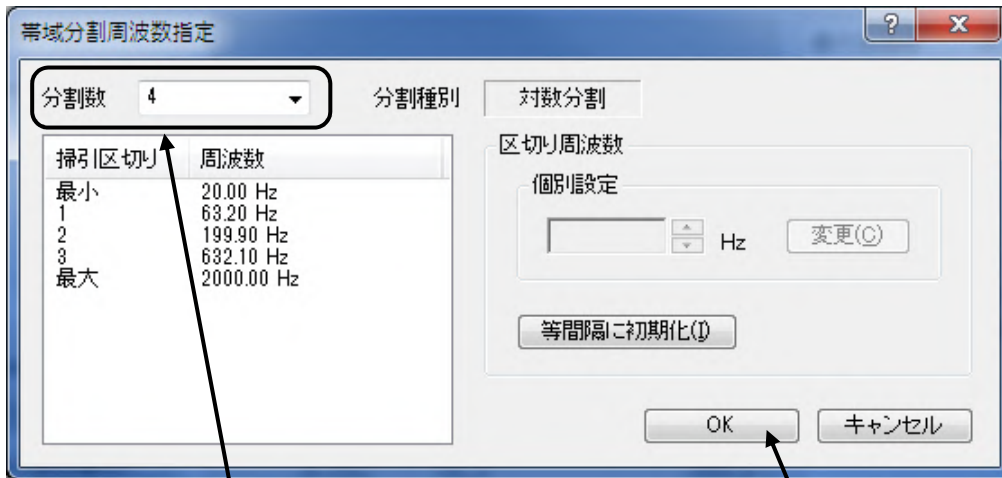 帯域分割周波数指定
分割数 4 分割種別 対数分割
掃引区切り 周波数
最小 20.00 Hz
1 63.20 Hz
2 199.90 Hz
3 632.10 Hz
最大 2000.00 Hz
区切り周波数
個別設定
Hz 変更(C)
等間隔に初期化(I)
OK キャンセル